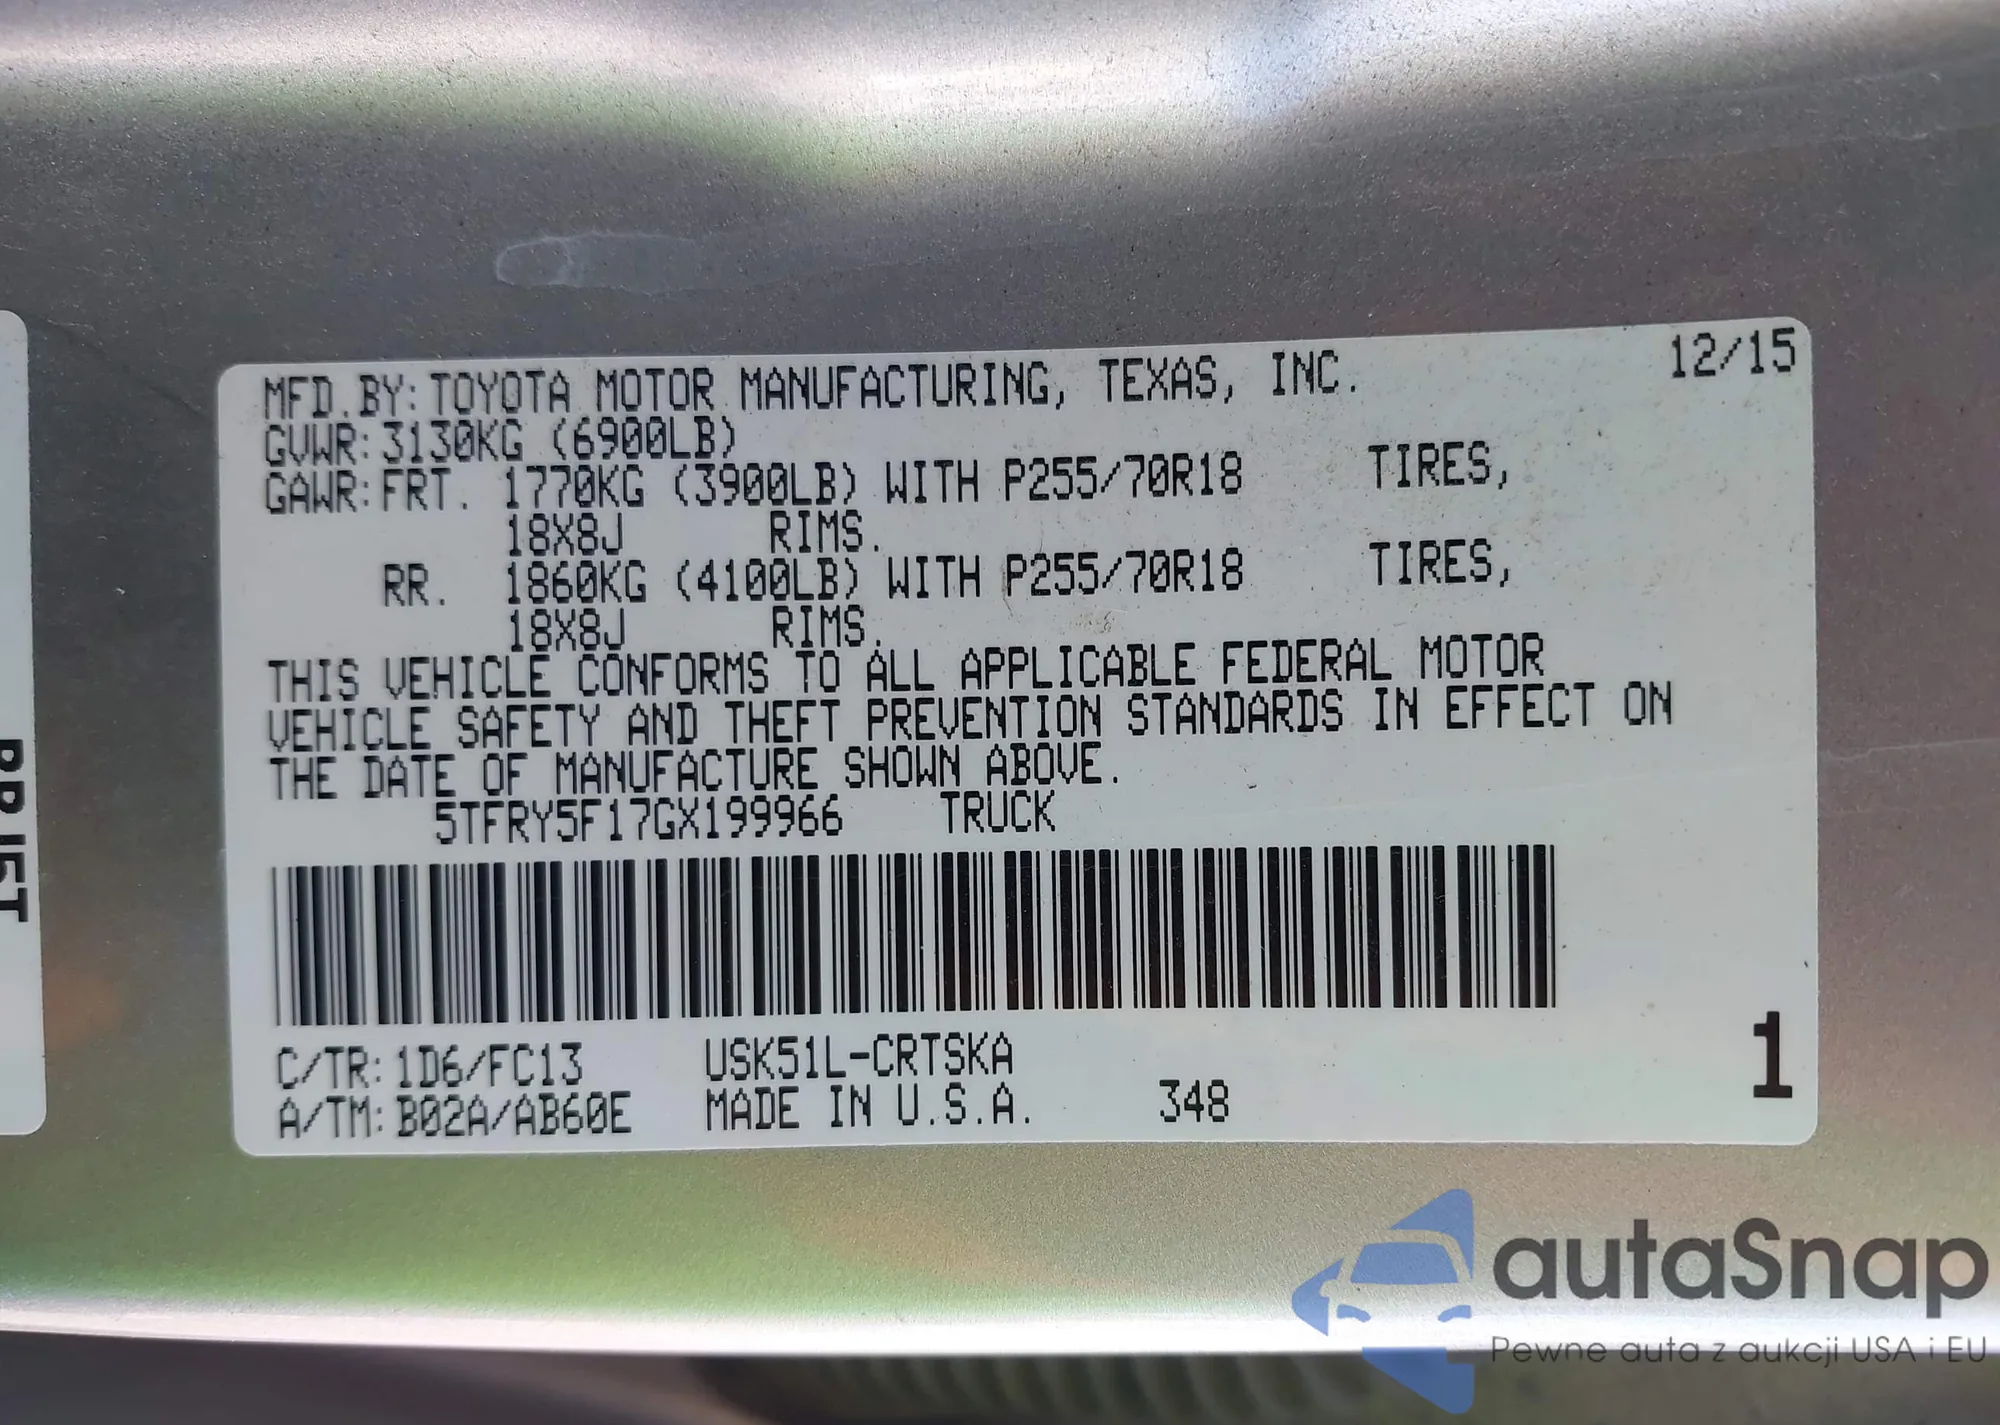 MFD.BY: TOYOTA MOTOR MANUFACTURING, TEXAS, INC. 12/15
GVWR: 3130KG (6900LB)
GAWR: FRT. 1770KG (3900LB) WITH P255/70R18 TIRES,
18X8J RIMS.
RR. 1860KG (4100LB) WITH P255/70R18 TIRES,
18X8J RIMS.
THIS VEHICLE CONFORMS TO ALL APPLICABLE FEDERAL MOTOR
VEHICLE SAFETY AND THEFT PREVENTION STANDARDS IN EFFECT ON
THE DATE OF MANUFACTURE SHOWN ABOVE.
5TFRY5F17GX199966 TRUCK
C/TR: 1D6/FC13 USK51L-CRTSKA
A/TM: B02A/AB60E MADE IN U.S.A. 348
1
autaSnap
Pewne auta z aukcji USA i EU